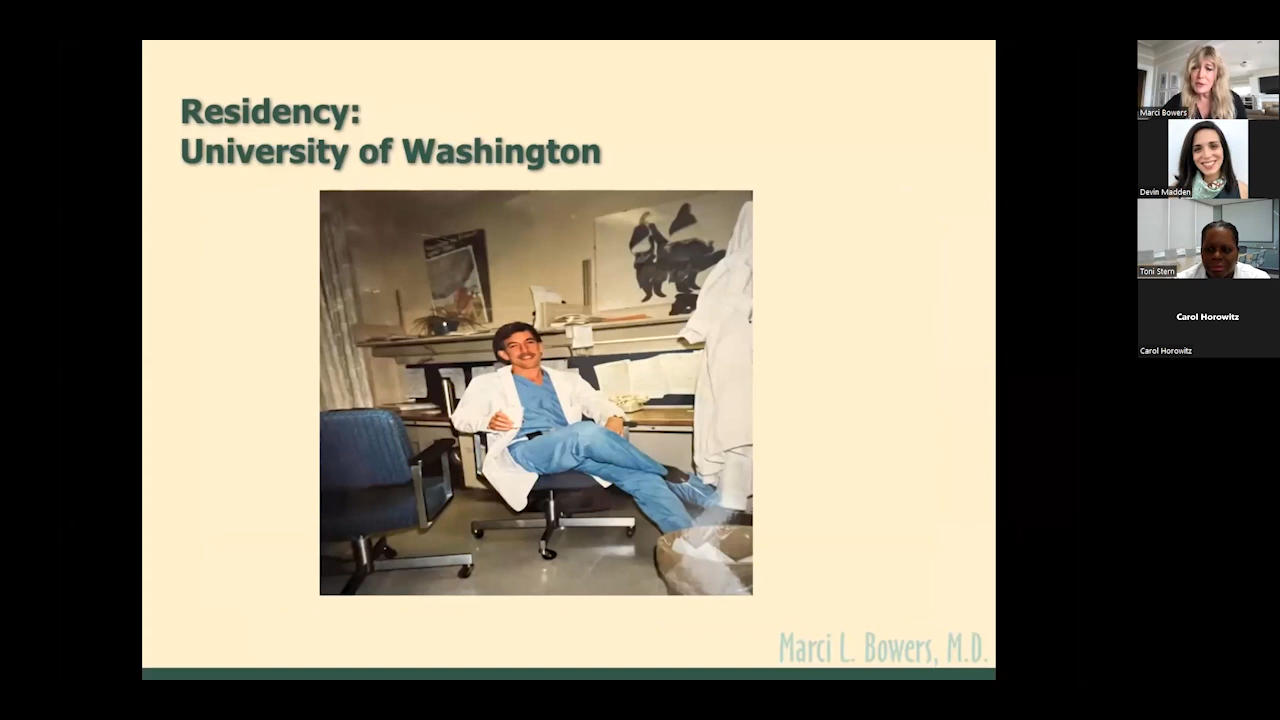 Residency:
University of Washington
Marci L. Bowers, M.D.
Marci Bowers
Devin Madden
Toni Stern
Carol Horowitz
Carol Horowitz